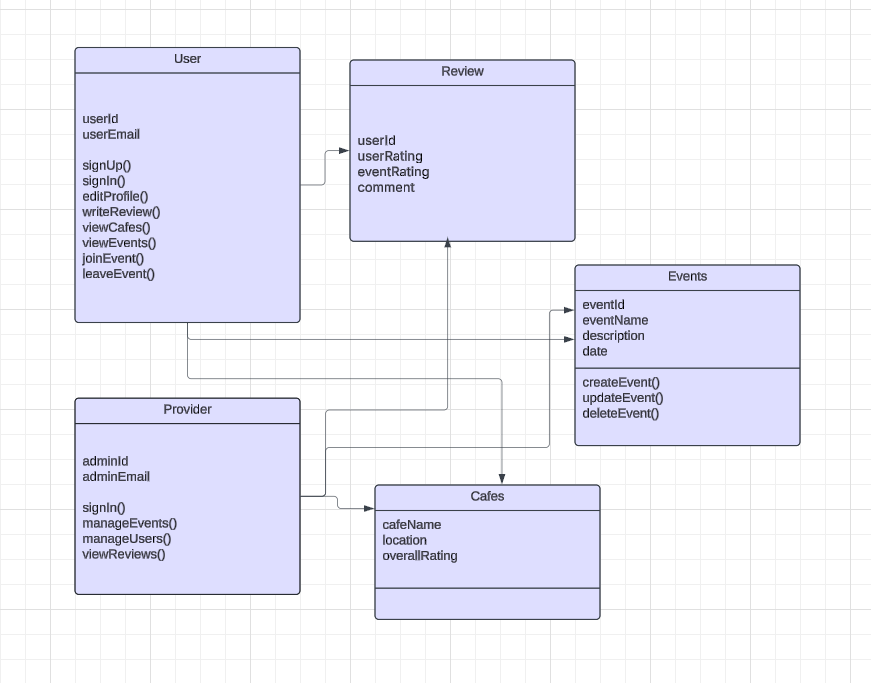 User
userId
userEmail
signUp()
signIn()
editProfile()
writeReview()
viewCafes()
viewEvents()
joinEvent()
leaveEvent()
Review
userId
userRating
eventRating
comment
Events
eventId
eventName
description
date
createEvent()
updateEvent()
deleteEvent()
Provider
adminId
adminEmail
signIn()
manageEvents()
manageUsers()
viewReviews()
Cafes
cafeName
location
overallRating